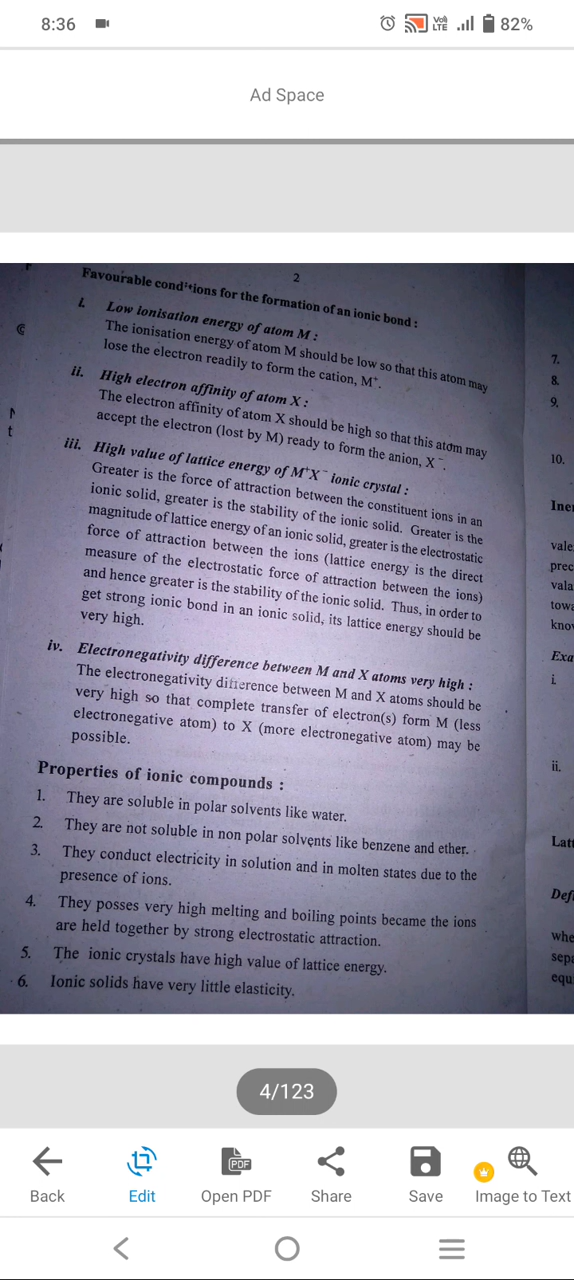 8:36
Voll
LTE
82%
Ad Space
2
Favourable conditions for the formation of an ionic bond :
i. Low ionisation energy of atom M :
The ionisation energy of atom M should be low so that this atom may
lose the electron readily to form the cation, M⁺.
ii. High electron affinity of atom X :
The electron affinity of atom X should be high so that this atom may
accept the electron (lost by M) ready to form the anion, X⁻.
iii. High value of lattice energy of M⁺X⁻ ionic crystal :
Greater is the force of attraction between the constituent ions in an
ionic solid, greater is the stability of the ionic solid. Greater is the
magnitude of lattice energy of an ionic solid, greater is the electrostatic
force of attraction between the ions (lattice energy is the direct
measure of the electrostatic force of attraction between the ions)
and hence greater is the stability of the ionic solid. Thus, in order to
get strong ionic bond in an ionic solid, its lattice energy should be
very high.
iv. Electronegativity difference between M and X atoms very high :
The electronegativity difference between M and X atoms should be
very high so that complete transfer of electron(s) form M (less
electronegative atom) to X (more electronegative atom) may be
possible.
Properties of ionic compounds :
1. They are soluble in polar solvents like water.
2. They are not soluble in non polar solvents like benzene and ether.
3. They conduct electricity in solution and in molten states due to the
presence of ions.
4. They posses very high melting and boiling points became the ions
are held together by strong electrostatic attraction.
5. The ionic crystals have high value of lattice energy.
6. Ionic solids have very little elasticity.
7.
8.
9.
10.
Iner
vale
prec
vala
towa
know
Exa
i.
ii.
Latt
Defi
whe
sepa
equ
4/123
Back
Edit
PDF
Open PDF
Share
Save
Image to Text